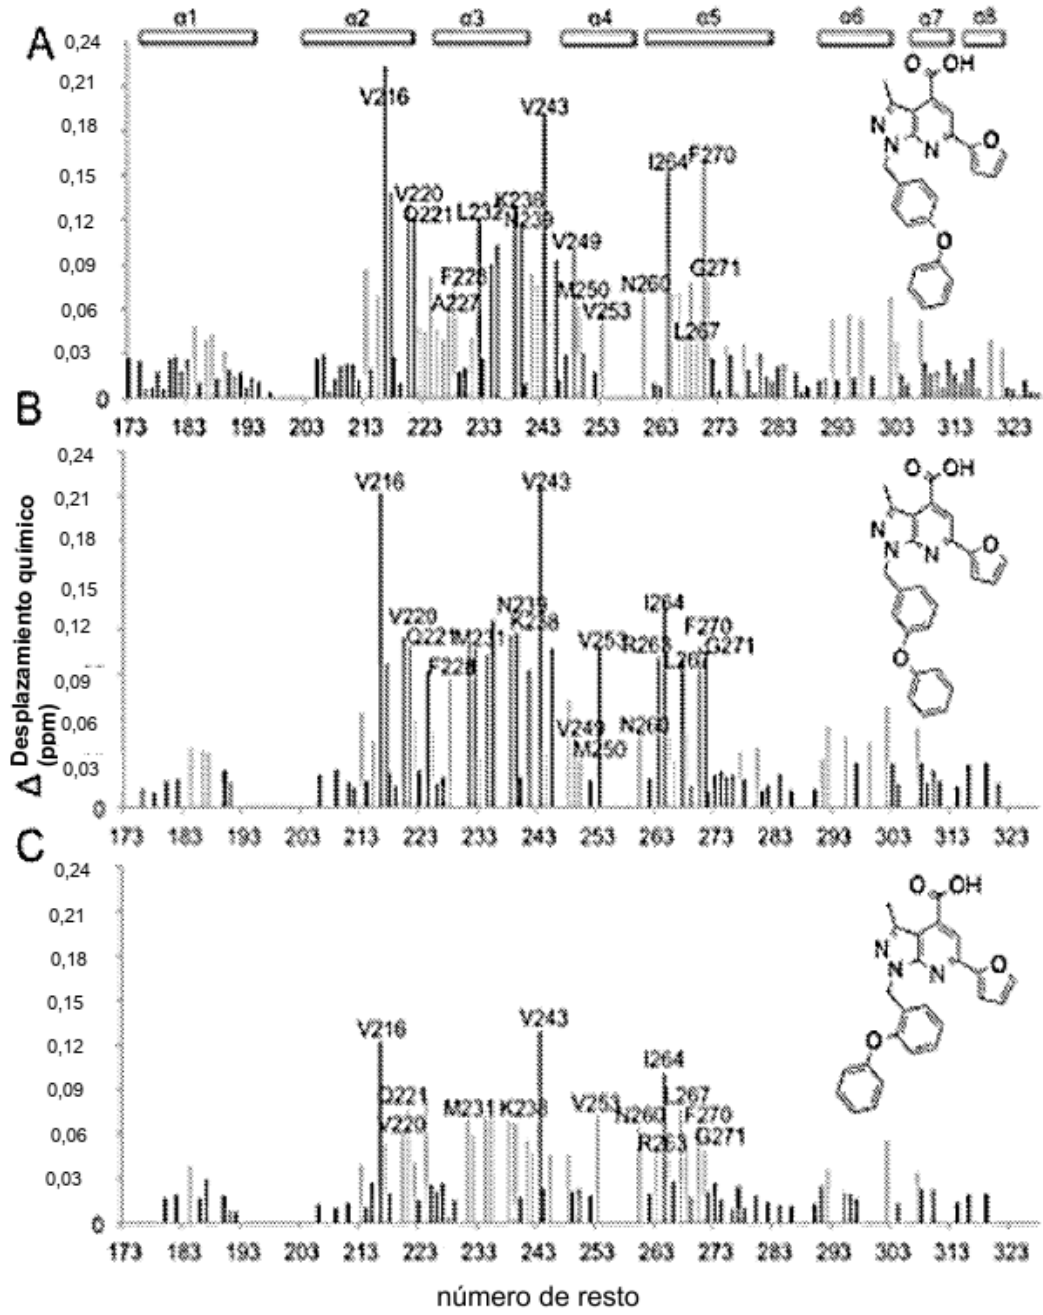 α1 α2 α3 α4 α5 α6 α7 α8
A
0,24
0,21
0,18
0,15
0,12
0,09
0,06
0,03
0
V216
V243
I264
F270
V220
Q221
L232
K238
N239
V249
F228
A227
M250
V253
N260
G271
L267
O OH
N
N
N
O
O
173 183 193 203 213 223 233 243 253 263 273 283 293 303 313 323
B
0,24
0,21
0,18
0,15
0,12
0,09
0,06
0,03
0
V216
V243
V220
Q221
M231
F228
N239
K238
V253
R263
I264
F270
G271
L267
V249
M250
N260
O OH
N
N
N
O
O
173 183 193 203 213 223 233 243 253 263 273 283 293 303 313 323
Δ Desplazamiento químico
(ppm)
C
0,24
0,21
0,18
0,15
0,12
0,09
0,06
0,03
0
V216
V243
Q221
V220
M231
K238
V253
I264
L267
N260
F270
R263
G271
O OH
N
N
N
O
O
173 183 193 203 213 223 233 243 253 263 273 283 293 303 313 323
número de resto